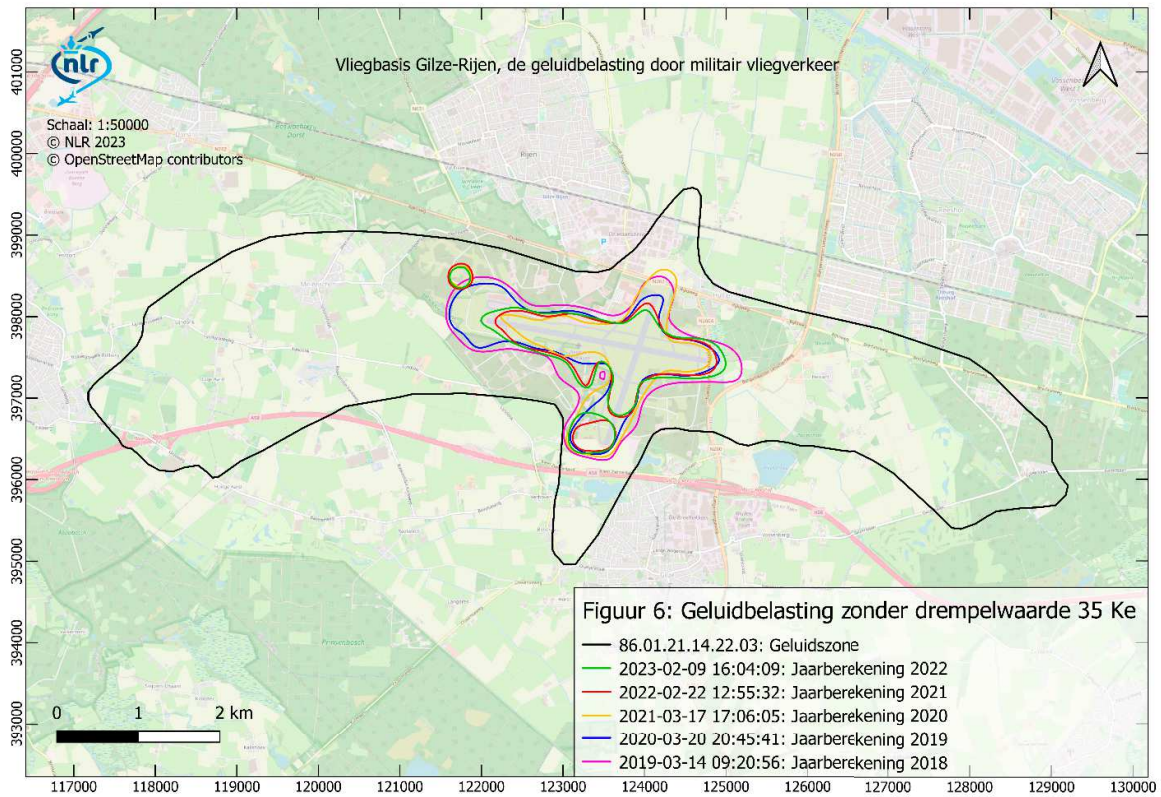 nlr
Vliegbasis Gilze-Rijen, de geluidbelasting door militair vliegverkeer
Schaal: 1:50000
© NLR 2023
© OpenStreetMap contributors
401000
400000
399000
398000
397000
396000
395000
394000
393000
Rijen
P
Figuur 6: Geluidbelasting zonder drempelwaarde 35 Ke
86.01.21.14.22.03: Geluidszone
2023-02-09 16:04:09: Jaarberekening 2022
2022-02-22 12:55:32: Jaarberekening 2021
2021-03-17 17:06:05: Jaarberekening 2020
2020-03-20 20:45:41: Jaarberekening 2019
2019-03-14 09:20:56: Jaarberekening 2018
0 1 2 km
117000 118000 119000 120000 121000 122000 123000 124000 125000 126000 127000 128000 129000 130000